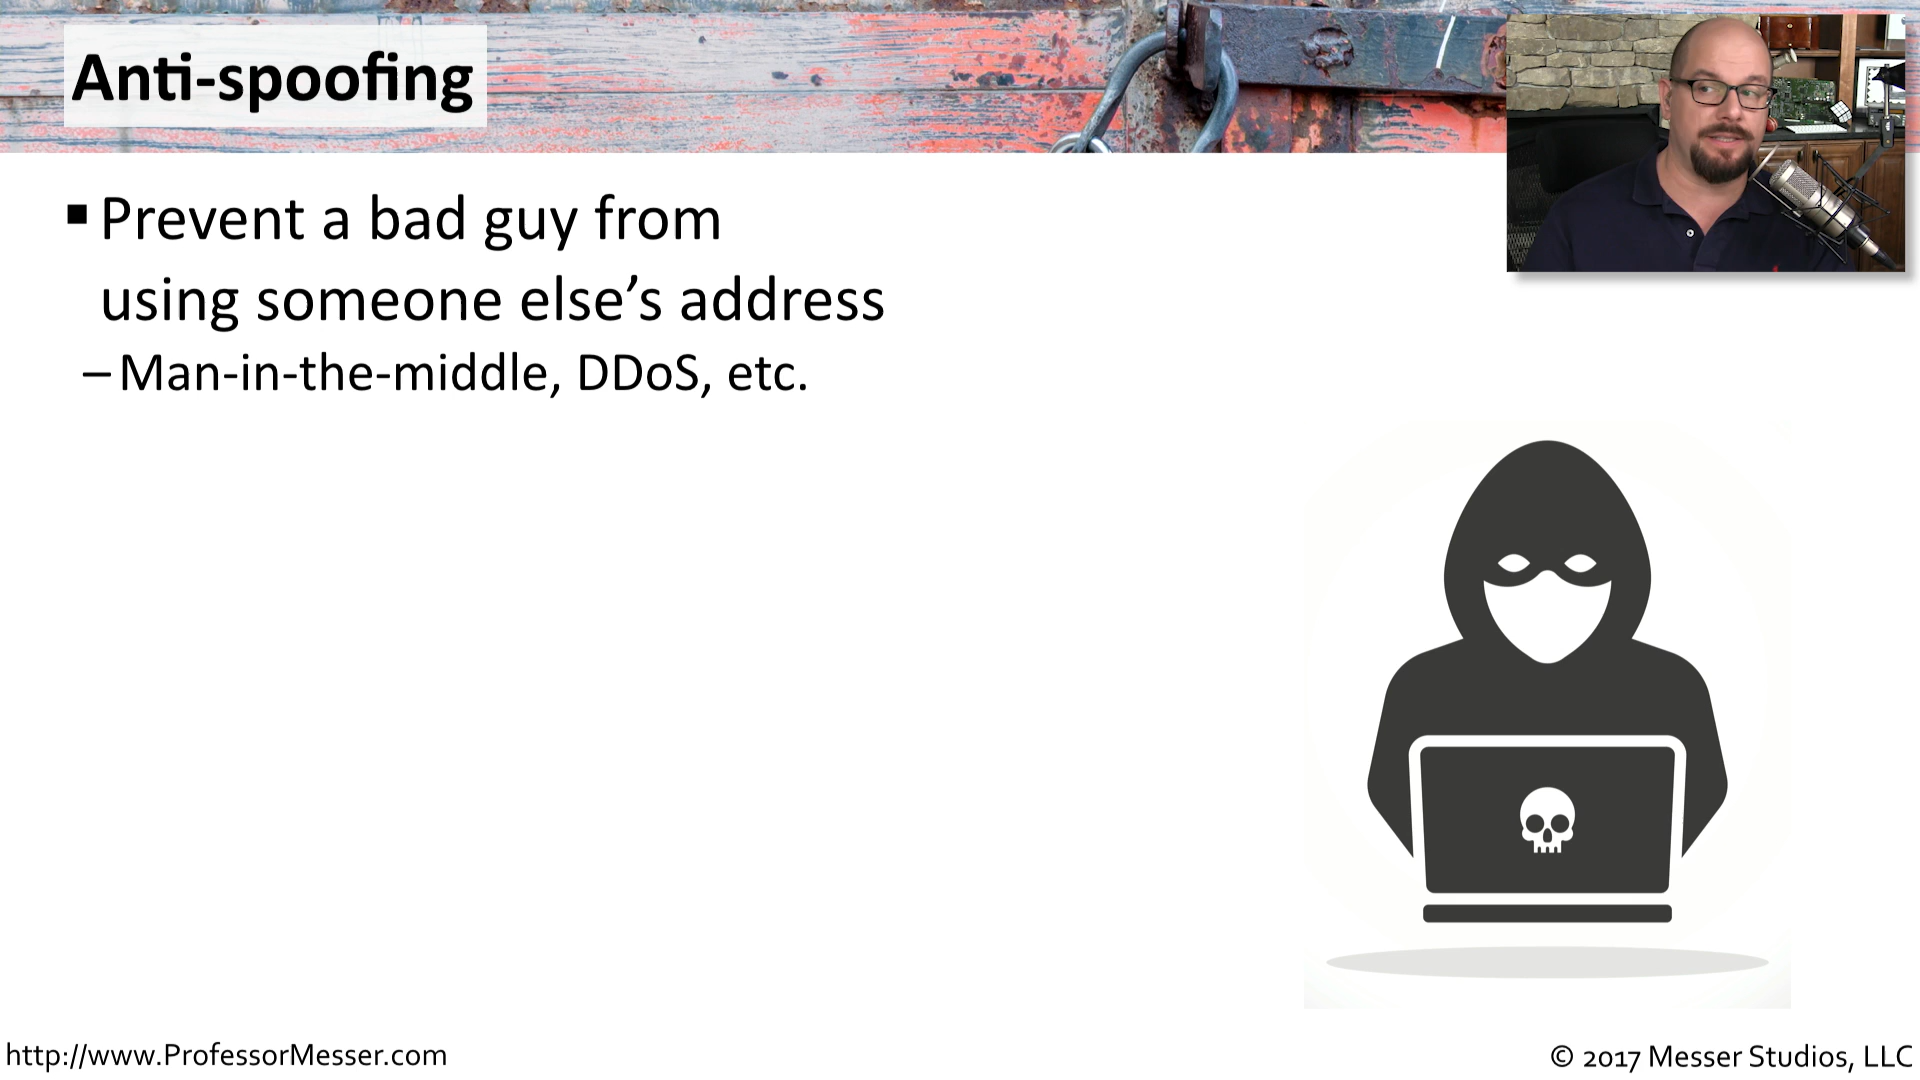 Anti-spoofing
▪ Prevent a bad guy from
using someone else’s address
– Man-in-the-middle, DDoS, etc.
http://www.ProfessorMesser.com
© 2017 Messer Studios, LLC